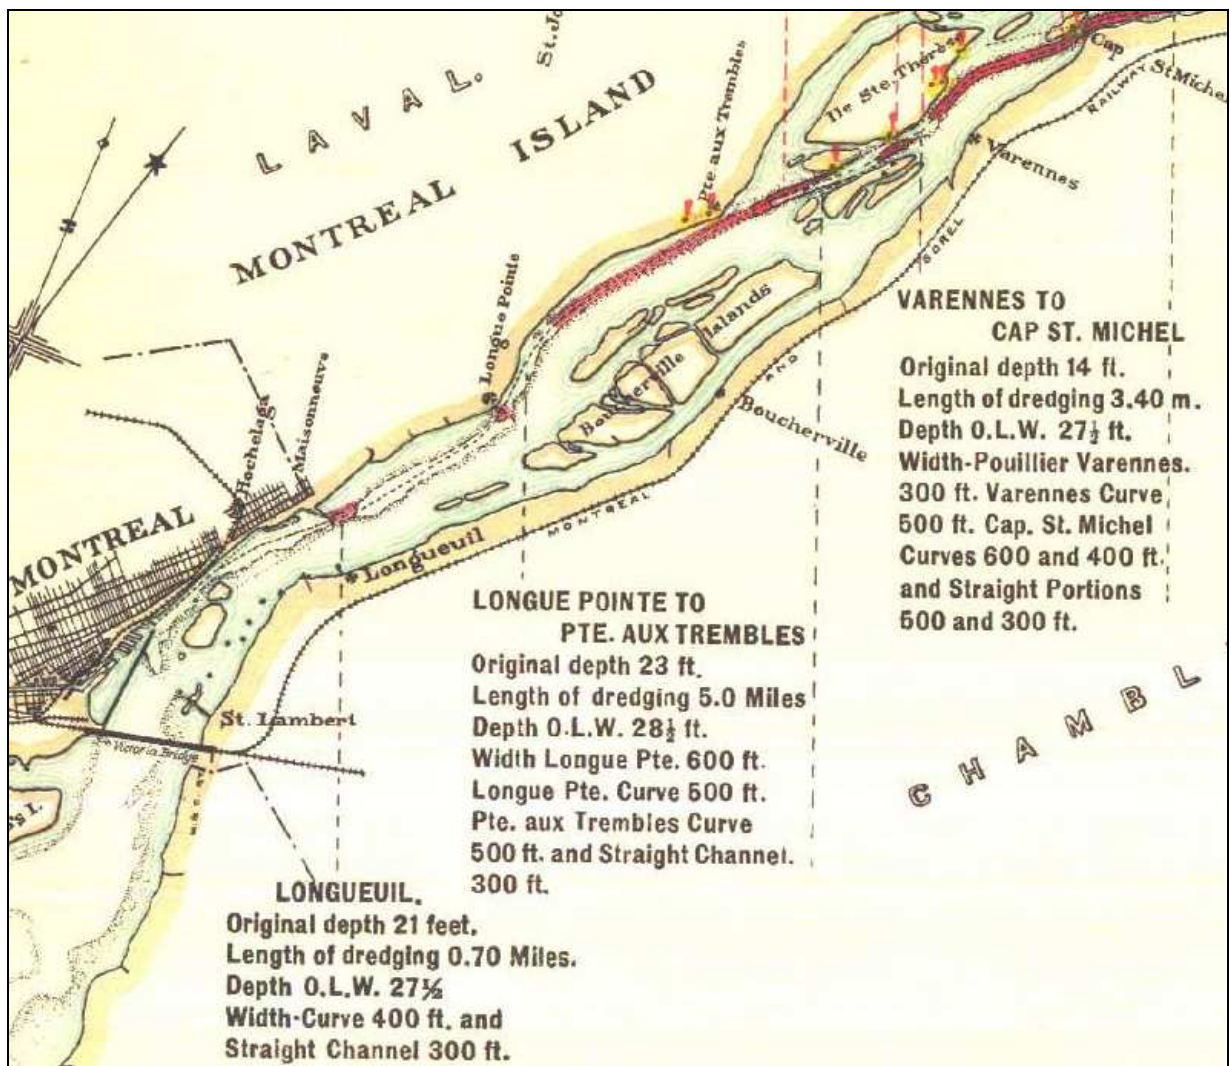 LAVAL.
St. Jo
MONTREAL ISLAND
Pte aux Trembles
Ile Ste. Thérèse
Cap
St Michel
RAILWAY
Varennes
SOREL
AND
MONTREAL
Longue Pointe
Boucherville Islands
Boucherville
Hochelaga
Maisonneuve
MONTREAL
Longueuil
St. Lambert
Victoria Bridge
N
's I.
CHAMBL
VARENNES TO
CAP ST. MICHEL
Original depth 14 ft.
Length of dredging 3.40 m.
Depth O.L.W. 27½ ft.
Width-Pouillier Varennes.
300 ft. Varennes Curve
500 ft. Cap. St. Michel
Curves 600 and 400 ft.
and Straight Portions
500 and 300 ft.
LONGUE POINTE TO
PTE. AUX TREMBLES
Original depth 23 ft.
Length of dredging 5.0 Miles
Depth O.L.W. 28½ ft.
Width Longue Pte. 600 ft.
Longue Pte. Curve 500 ft.
Pte. aux Trembles Curve
500 ft. and Straight Channel.
300 ft.
LONGUEUIL.
Original depth 21 feet.
Length of dredging 0.70 Miles.
Depth O.L.W. 27½
Width-Curve 400 ft. and
Straight Channel 300 ft.